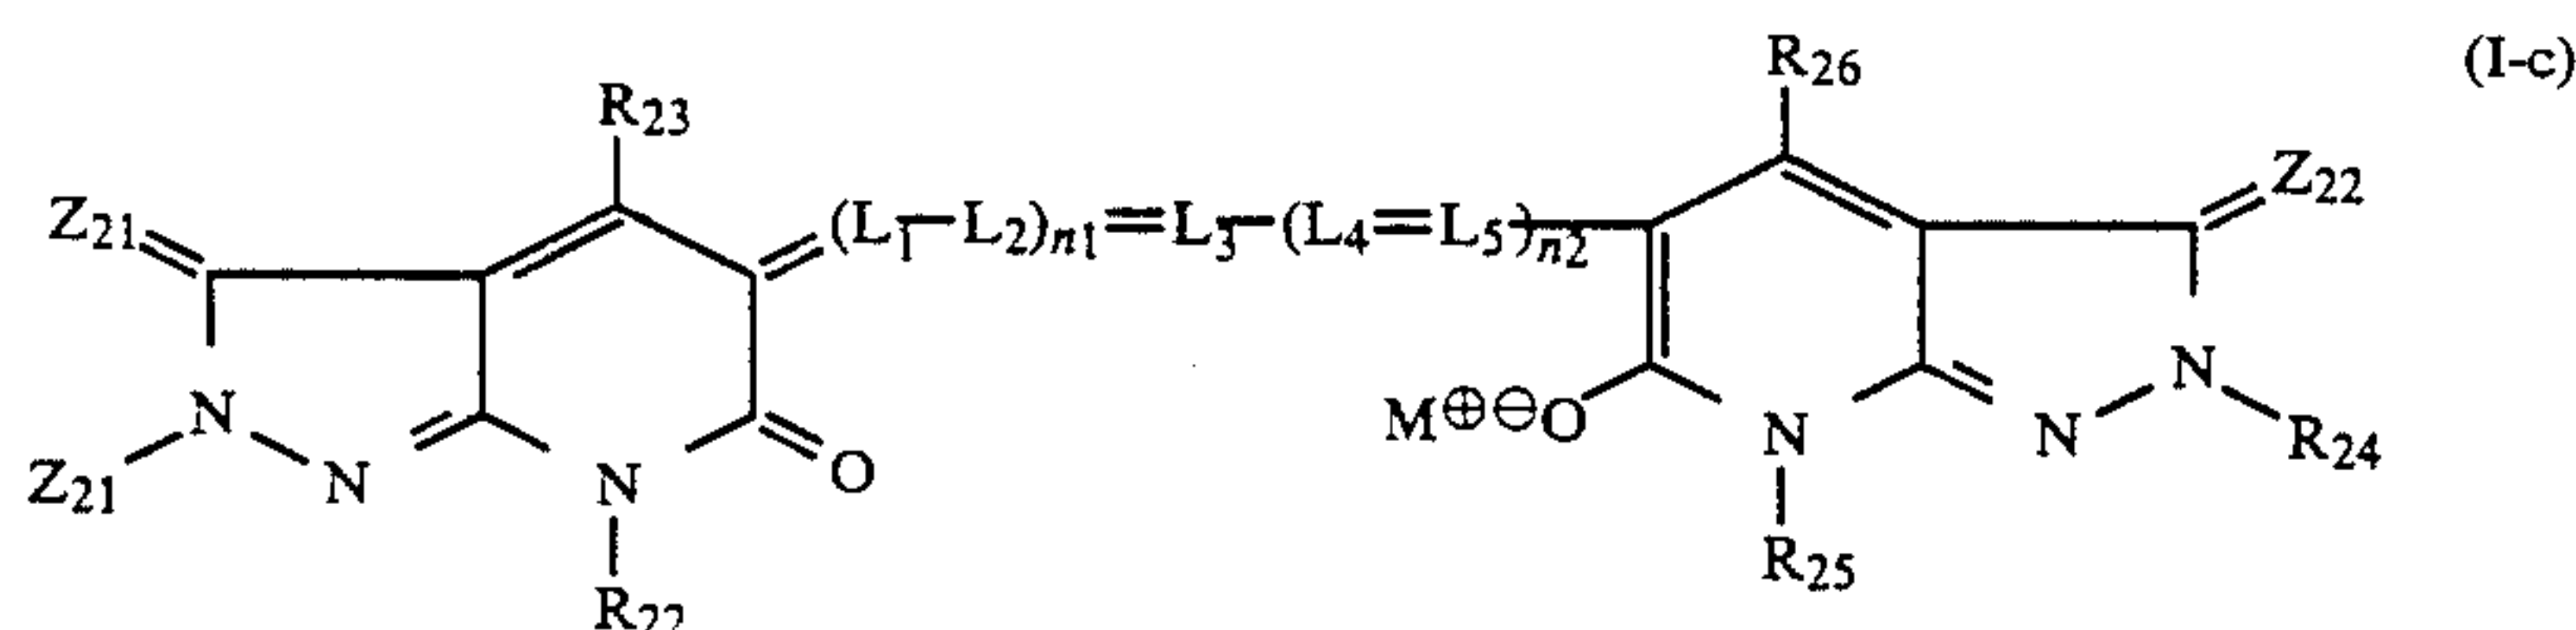 (I-c)
R26
R23
Z21 (L1—L2)n1=L3—(L4=L5)n2 Z22
N N
M⊕⊖O N N R24
Z21 N N O
R25
R22